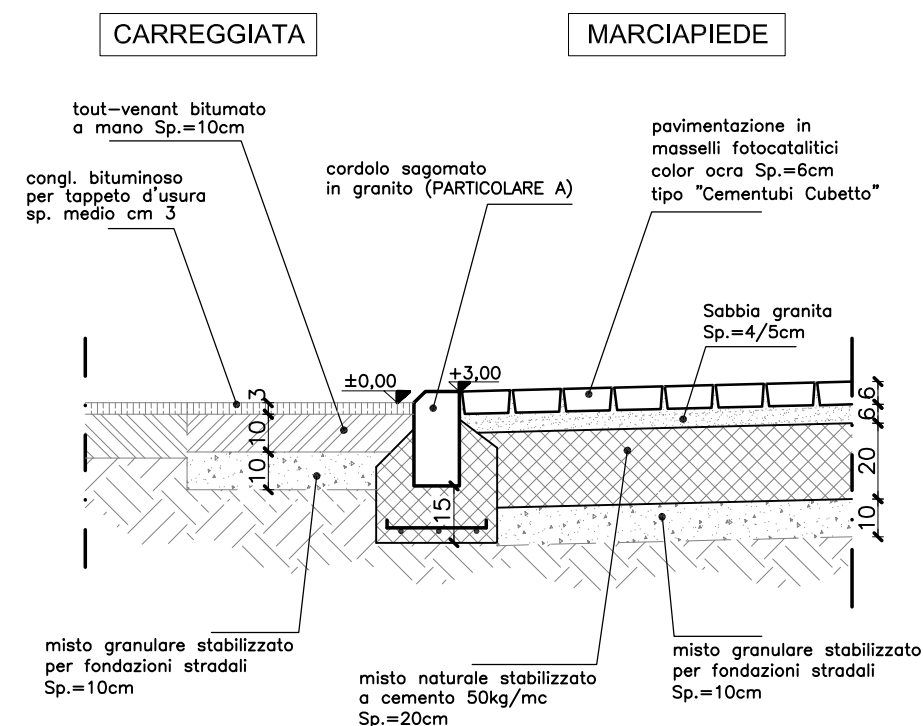 CARREGGIATA
MARCIAPIEDE
tout-venant bitumato
a mano Sp.=10cm
congl. bituminoso
per tappeto d'usura
sp. medio cm 3
cordolo sagomato
in granito (PARTICOLARE A)
pavimentazione in
masselli fotocatalitici
color ocra Sp.=6cm
tipo "Cementubi Cubetto"
Sabbia granita
Sp.=4/5cm
±0,00
+3,00
3
10
10
15
6
6
20
10
misto granulare stabilizzato
per fondazioni stradali
Sp.=10cm
misto naturale stabilizzato
a cemento 50kg/mc
Sp.=20cm
misto granulare stabilizzato
per fondazioni stradali
Sp.=10cm